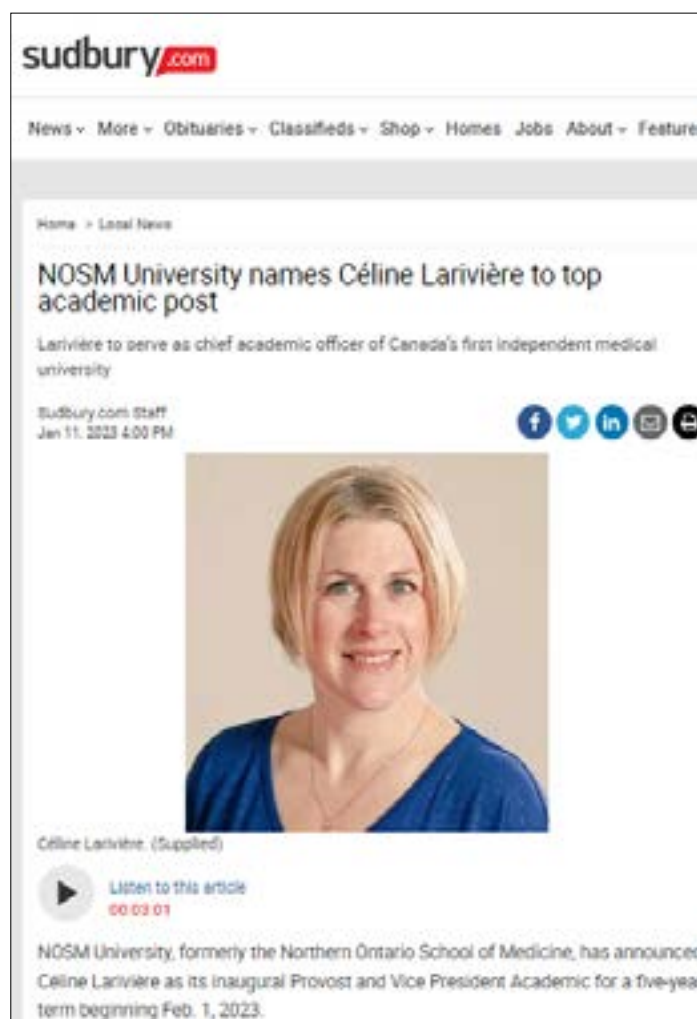 sudbury.com
News More Obituaries Classifieds Shop Homes Jobs About Feature
Home > Local News
NOSM University names Céline Larivière to top
academic post
Larivière to serve as chief academic officer of Canada's first independent medical
university
Sudbury.com Staff
Jan 11, 2023 4:00 PM
f in
Céline Larivière. (Supplied)
Listen to this article
00:03:01
NOSM University, formerly the Northern Ontario School of Medicine, has announced
Céline Larivière as its inaugural Provost and Vice President Academic for a five-yea
term beginning Feb. 1, 2023.